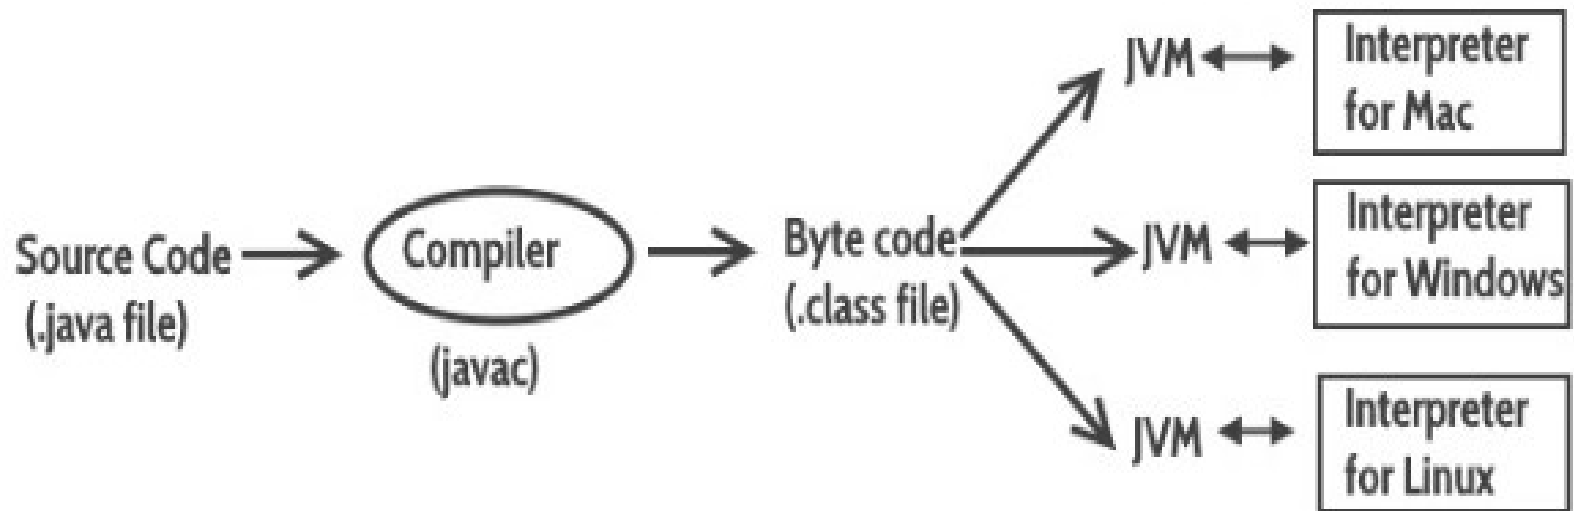 Source Code
(.java file)
Compiler
(javac)
Byte code
(.class file)
JVM
Interpreter
for Mac
JVM
Interpreter
for Windows
JVM
Interpreter
for Linux